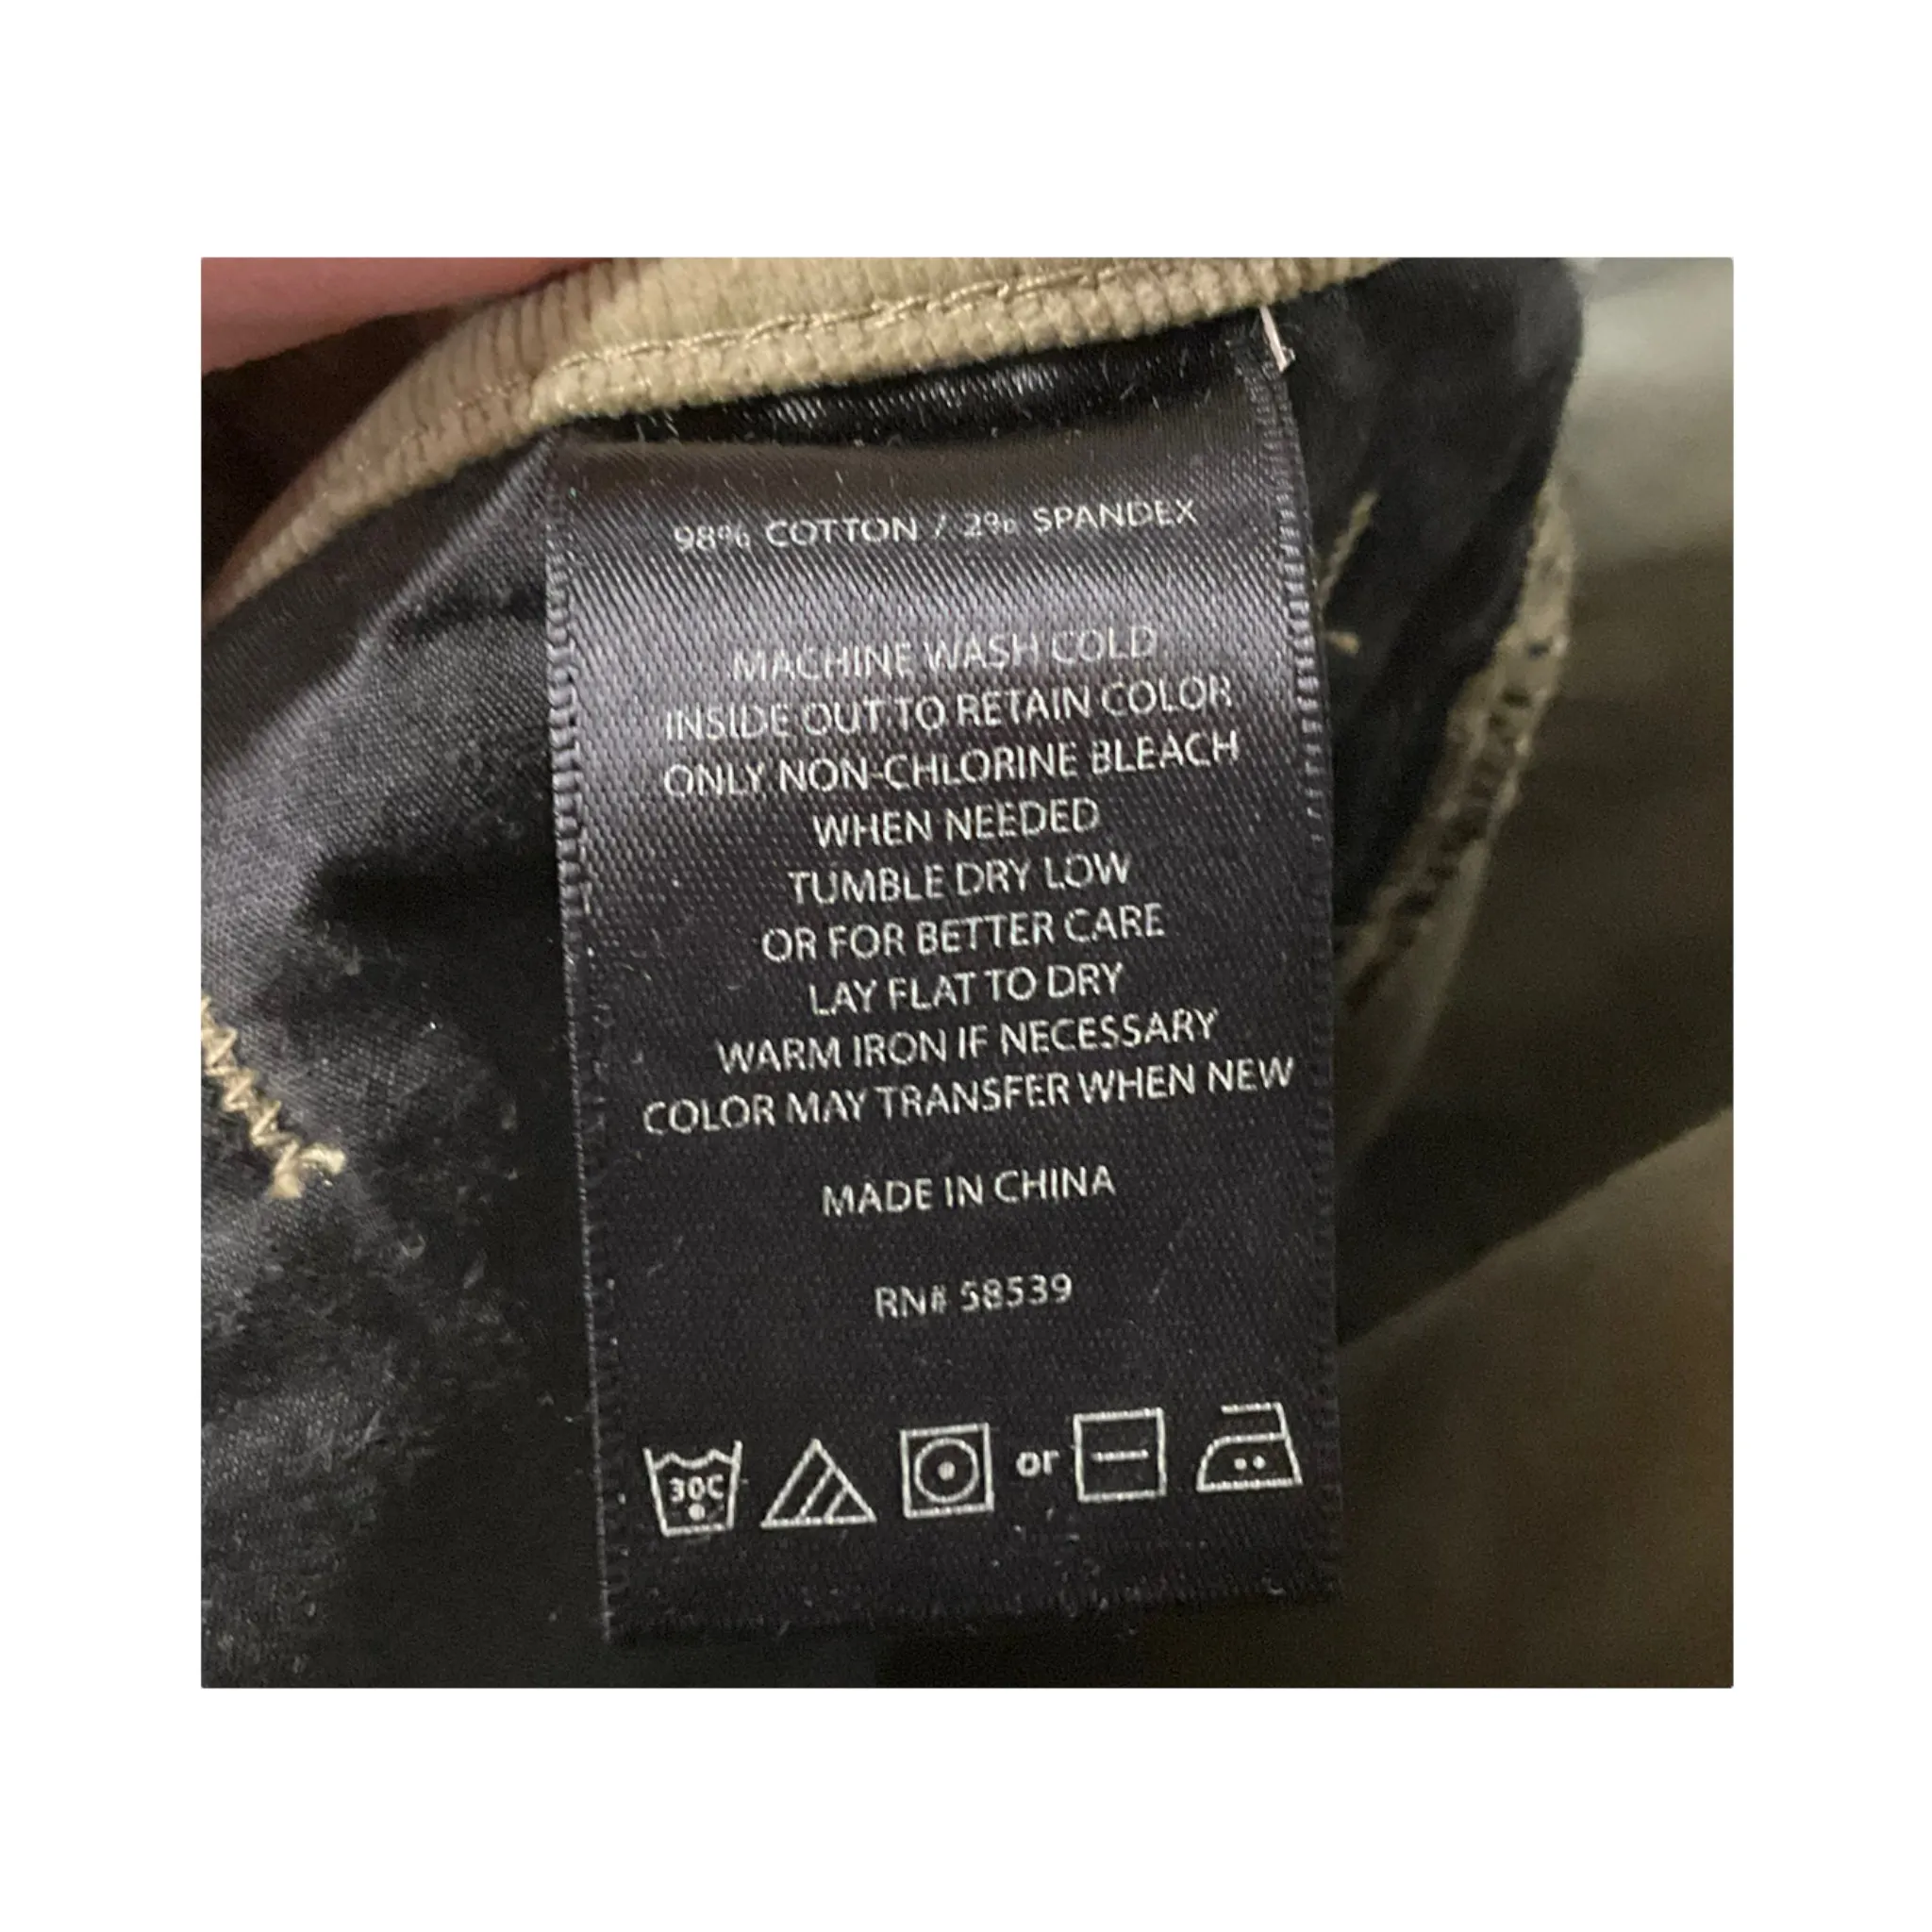 98% COTTON / 2% SPANDEX
MACHINE WASH COLD
INSIDE OUT TO RETAIN COLOR
ONLY NON-CHLORINE BLEACH
WHEN NEEDED
TUMBLE DRY LOW
OR FOR BETTER CARE
LAY FLAT TO DRY
WARM IRON IF NECESSARY
COLOR MAY TRANSFER WHEN NEW
MADE IN CHINA
RN# 58539
30C or